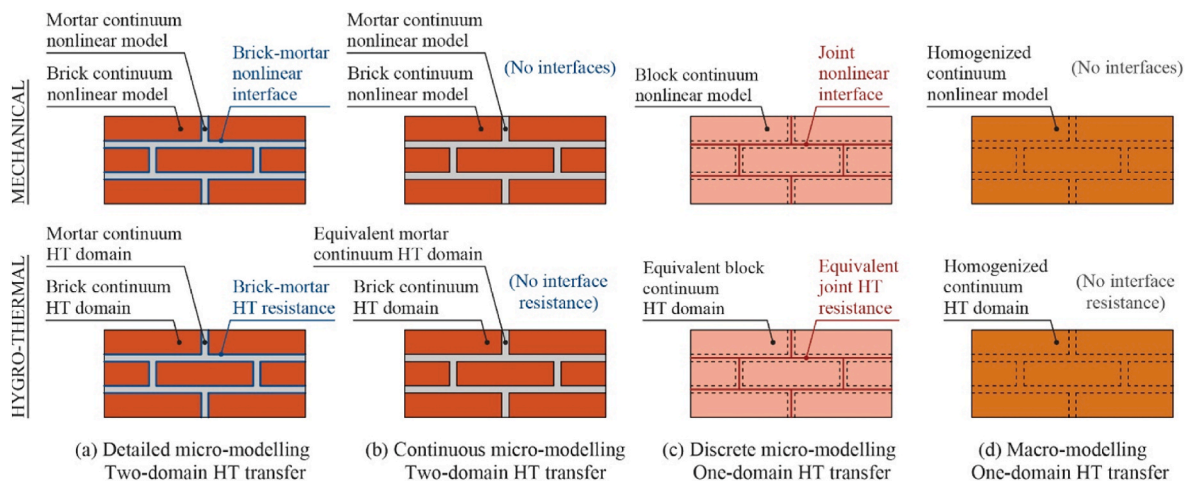 MECHANICAL
Mortar continuum
nonlinear model
Brick continuum
nonlinear model
Brick-mortar
nonlinear
interface
Mortar continuum
nonlinear model
Brick continuum
nonlinear model
(No interfaces)
Block continuum
nonlinear model
Joint
nonlinear
interface
Homogenized
continuum
nonlinear model
(No interfaces)
HYGRO-THERMAL
Mortar continuum
HT domain
Brick continuum
HT domain
Brick-mortar
HT resistance
Equivalent mortar
continuum HT domain
Brick continuum
HT domain
(No interface
resistance)
Equivalent block
continuum
HT domain
Equivalent
joint HT
resistance
Homogenized
continuum
HT domain
(No interface
resistance)
(a) Detailed micro-modelling
Two-domain HT transfer
(b) Continuous micro-modelling
Two-domain HT transfer
(c) Discrete micro-modelling
One-domain HT transfer
(d) Macro-modelling
One-domain HT transfer